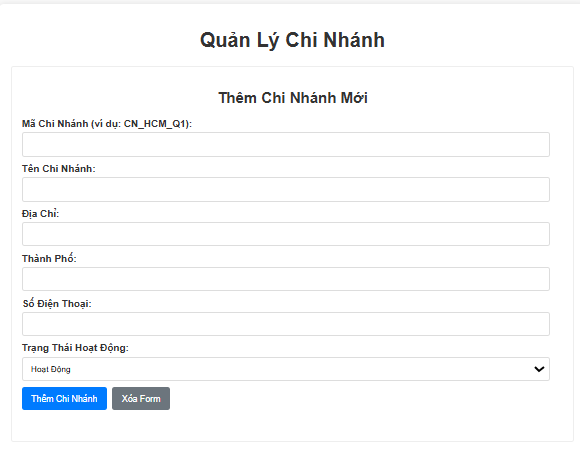 Quản Lý Chi Nhánh
Thêm Chi Nhánh Mới
Mã Chi Nhánh (ví dụ: CN_HCM_Q1):
Tên Chi Nhánh:
Địa Chỉ:
Thành Phố:
Số Điện Thoại:
Trạng Thái Hoạt Động:
Hoạt Động
Thêm Chi Nhánh Xóa Form